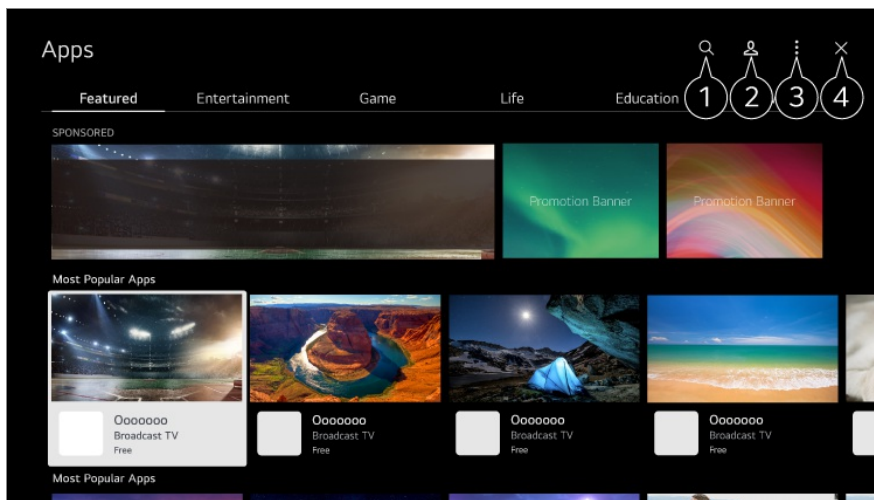 Apps
Featured Entertainment Game Life Education
1 2 3 4
SPONSORED
Promotion Banner Promotion Banner
Most Popular Apps
Ooooooo Ooooooo Ooooooo Ooooooo
Broadcast TV Broadcast TV Broadcast TV Broadcast TV
Free Free Free Free
Most Popular Apps